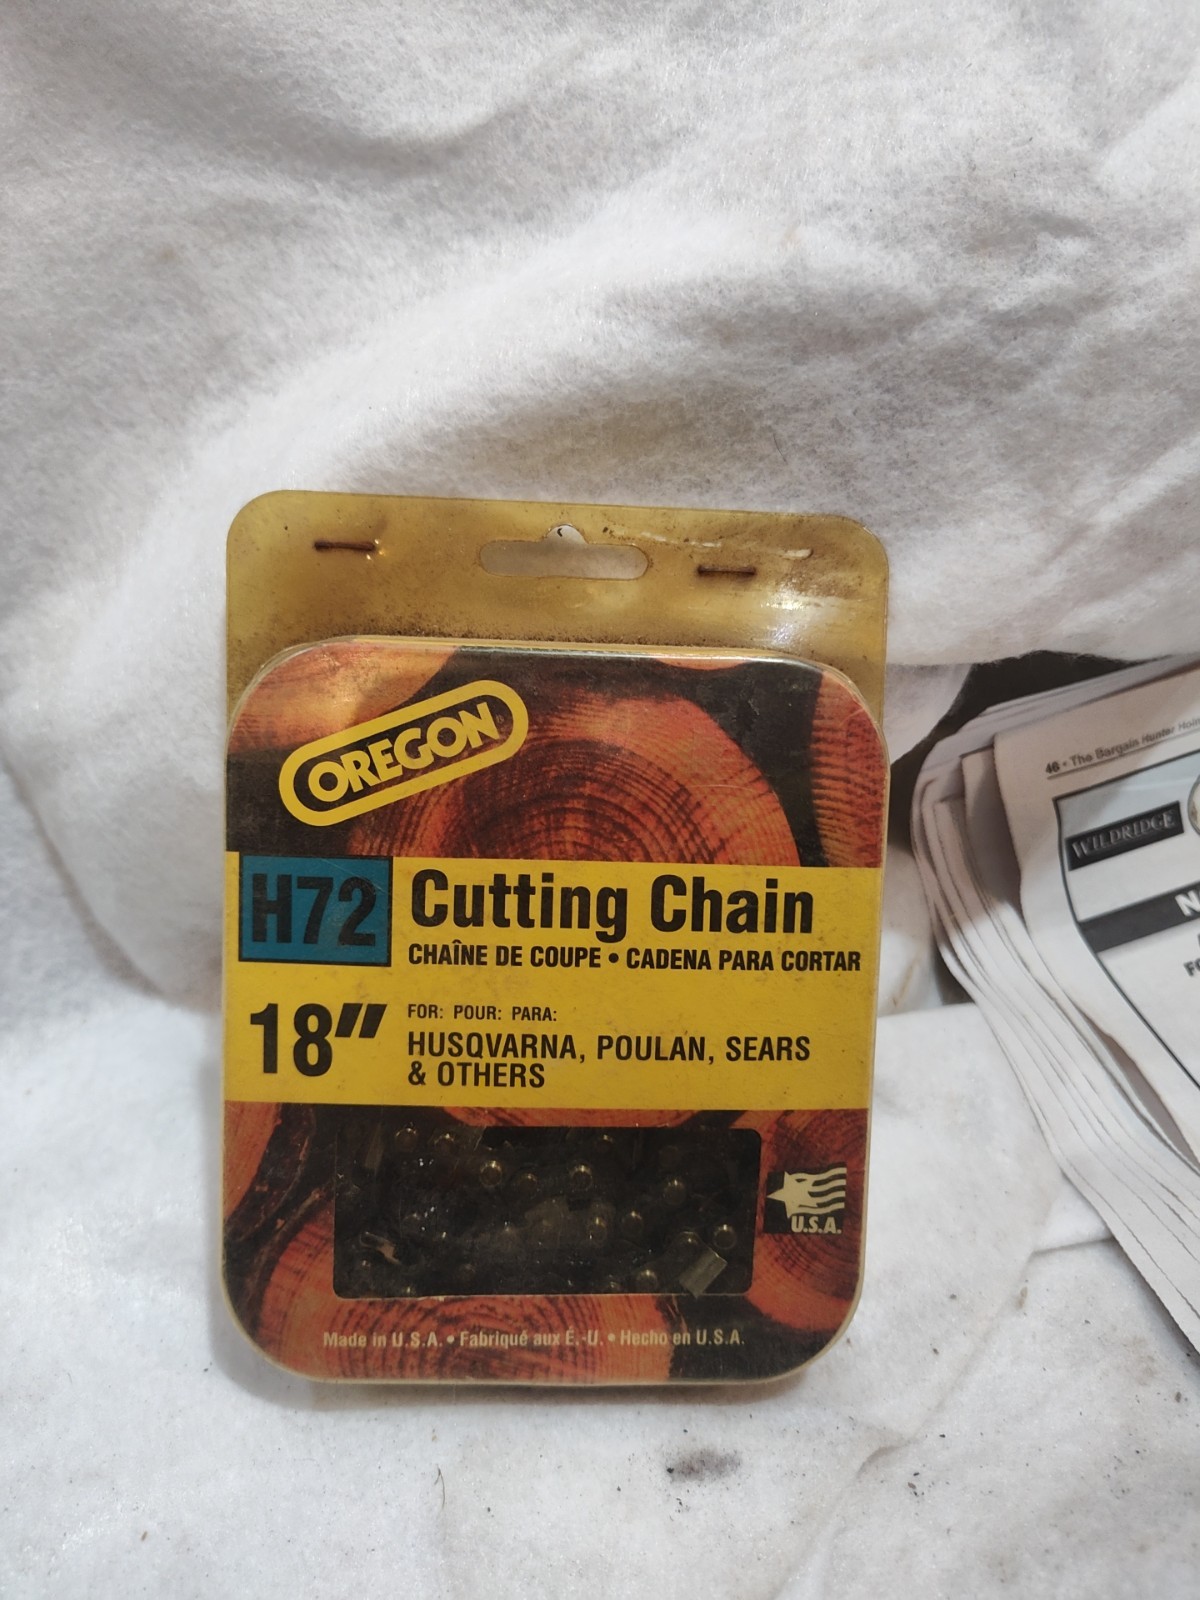 OREGON®
H72 Cutting Chain
CHAÎNE DE COUPE • CADENA PARA CORTAR
18″
FOR: POUR: PARA:
HUSQVARNA, POULAN, SEARS
& OTHERS
U.S.A.
Made in U.S.A. • Fabriqué aux É.-U. • Hecho en U.S.A.
46 • The Bargain Hunter
WILDRIDGE